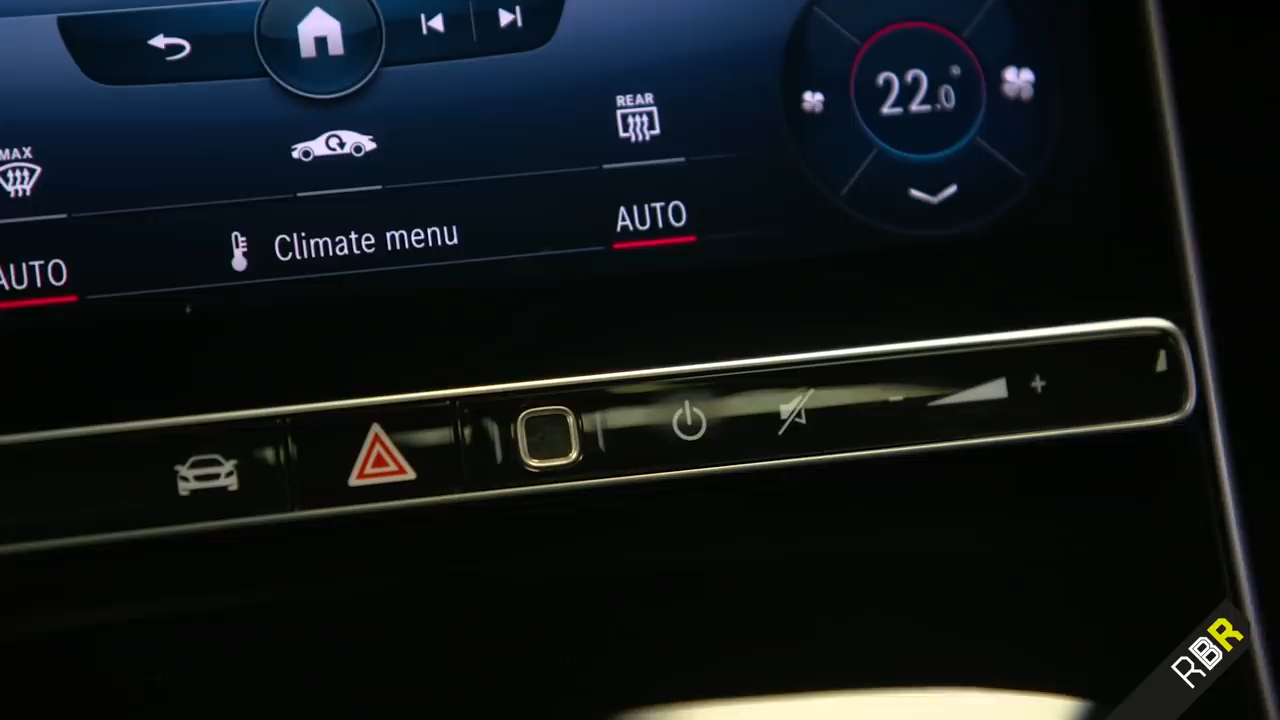 22.0°
REAR
MAX
AUTO
Climate menu
AUTO
- +
RBR